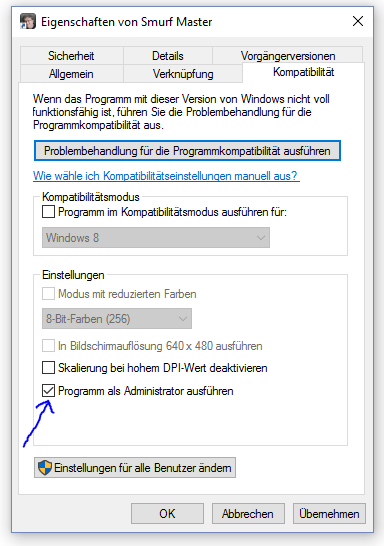 Eigenschaften von Smurf Master
Sicherheit
Details
Vorgängerversionen
Allgemein
Verknüpfung
Kompatibilität
Wenn das Programm mit dieser Version von Windows nicht voll
funktionsfähig ist, führen Sie die Problembehandlung für die
Programmkompatibilität aus.
Problembehandlung für die Programmkompatibilität ausführen
Wie wähle ich Kompatibilitätseinstellungen manuell aus?
Kompatibilitätsmodus
Programm im Kompatibilitätsmodus ausführen für:
Windows 8
Einstellungen
Modus mit reduzierten Farben
8-Bit-Farben (256)
In Bildschirmauflösung 640 x 480 ausführen
Skalierung bei hohem DPI-Wert deaktivieren
Programm als Administrator ausführen
Einstellungen für alle Benutzer ändern
OK
Abbrechen
Übernehmen